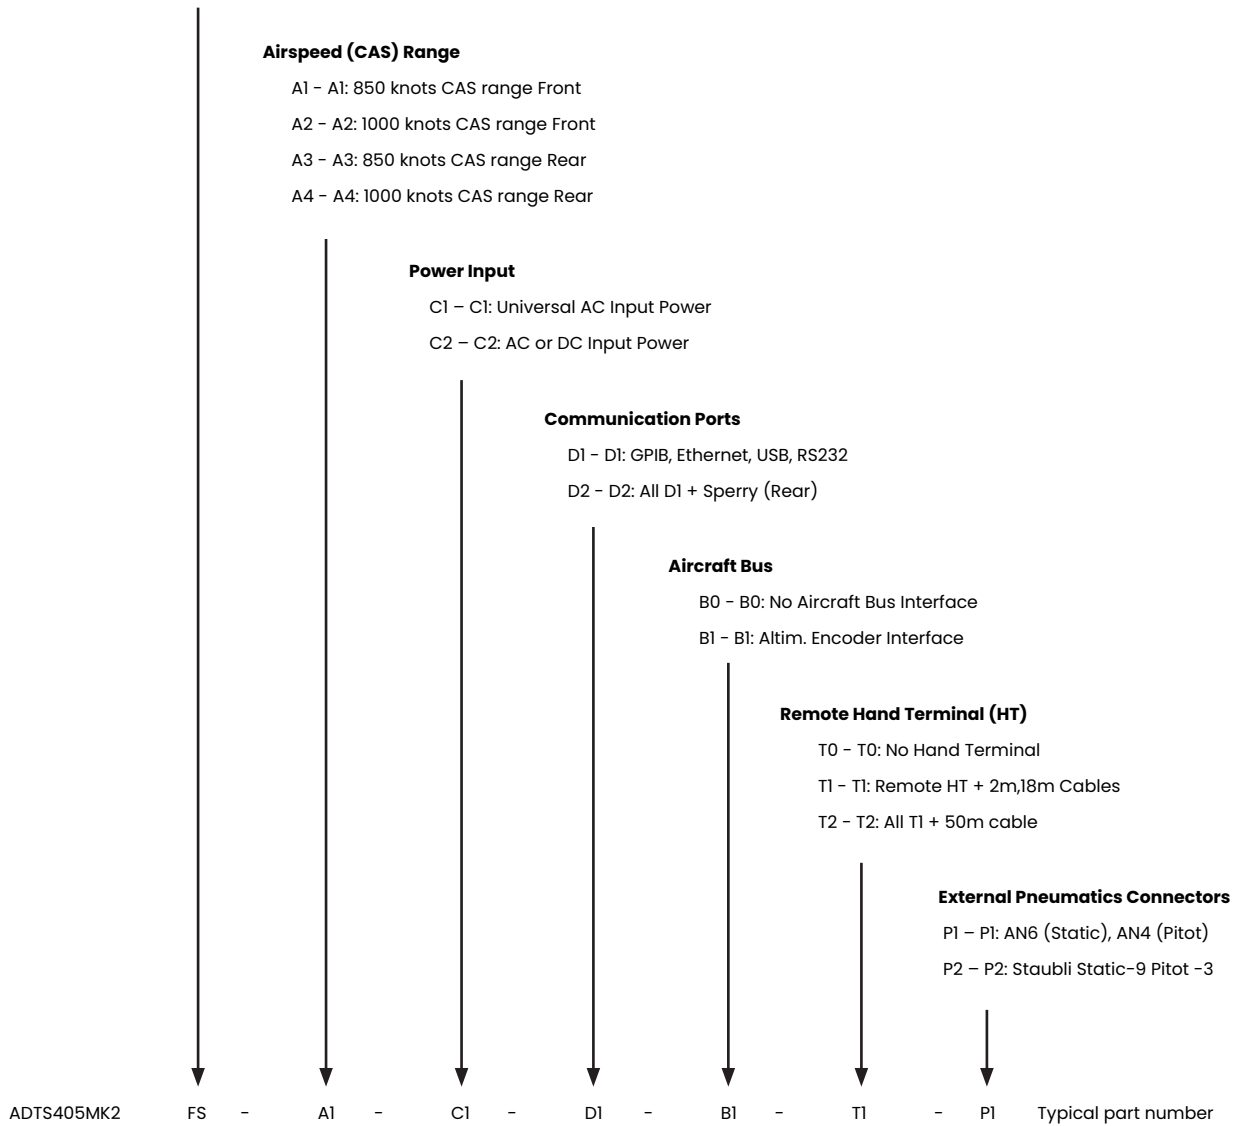 Airspeed (CAS) Range
A1 - A1: 850 knots CAS range Front
A2 - A2: 1000 knots CAS range Front
A3 - A3: 850 knots CAS range Rear
A4 - A4: 1000 knots CAS range Rear
Power Input
C1 – C1: Universal AC Input Power
C2 – C2: AC or DC Input Power
Communication Ports
D1 - D1: GPIB, Ethernet, USB, RS232
D2 - D2: All D1 + Sperry (Rear)
Aircraft Bus
B0 - B0: No Aircraft Bus Interface
B1 - B1: Altim. Encoder Interface
Remote Hand Terminal (HT)
T0 - T0: No Hand Terminal
T1 - T1: Remote HT + 2m,18m Cables
T2 - T2: All T1 + 50m cable
External Pneumatics Connectors
P1 – P1: AN6 (Static), AN4 (Pitot)
P2 – P2: Staubli Static-9 Pitot -3
ADTS405MK2 FS - A1 - C1 - D1 - B1 - T1 - P1 Typical part number